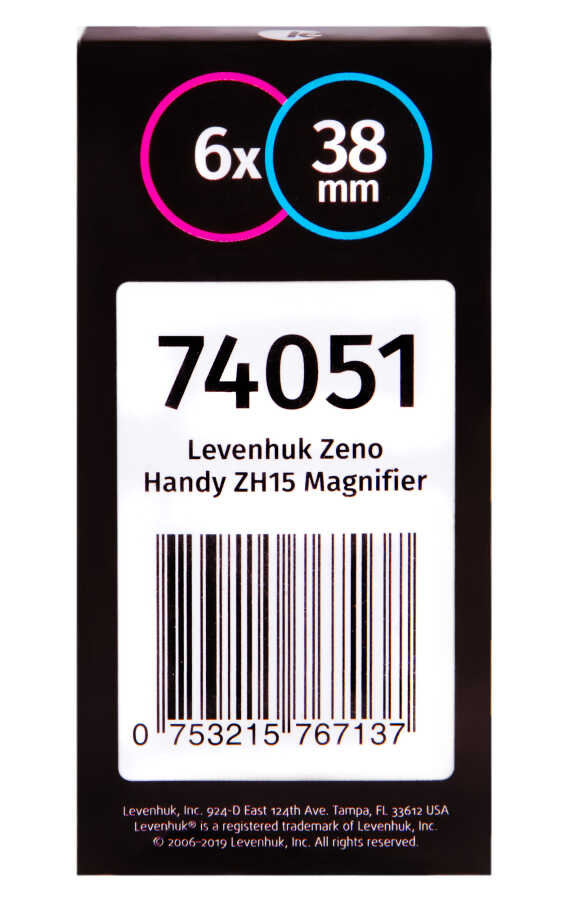 6x
38
mm
74051
Levenhuk Zeno
Handy ZH15 Magnifier
0 753215 767137
Levenhuk, Inc. 924-D East 124th Ave. Tampa, FL 33612 USA
Levenhuk® is a registered trademark of Levenhuk, Inc.
© 2006–2019 Levenhuk, Inc. All rights reserved.